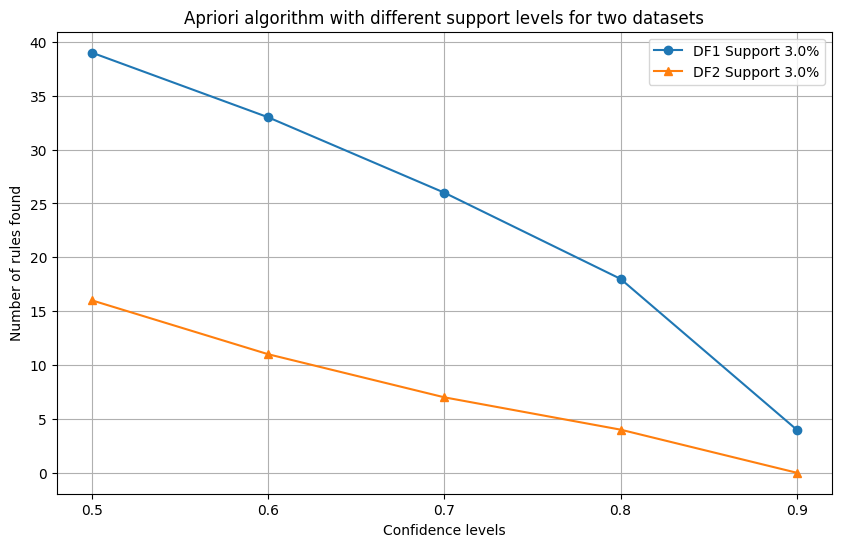 Apriori algorithm with different support levels for two datasets
DF1 Support 3.0%
DF2 Support 3.0%
Number of rules found
40
35
30
25
20
15
10
5
0
0.5 0.6 0.7 0.8 0.9
Confidence levels